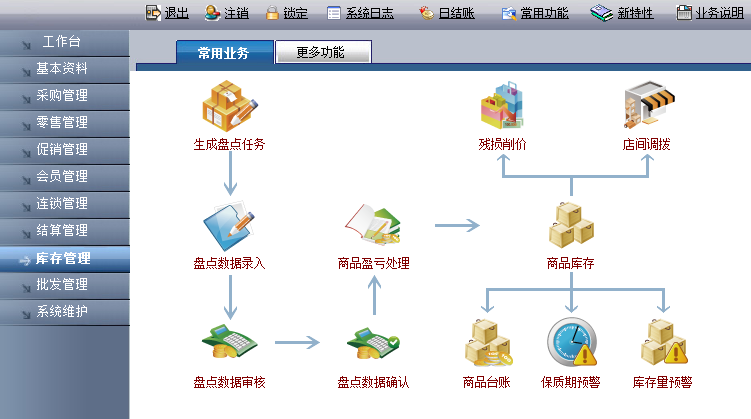 退出 注销 锁定 系统日志 日结账 常用功能 新特性 业务说明
工作台
基本资料
采购管理
零售管理
促销管理
会员管理
连锁管理
结算管理
库存管理
批发管理
系统维护
常用业务 更多功能
生成盘点任务 残损削价 店间调拨
盘点数据录入 商品盈亏处理 商品库存
盘点数据审核 盘点数据确认 商品台账 保质期预警 库存量预警